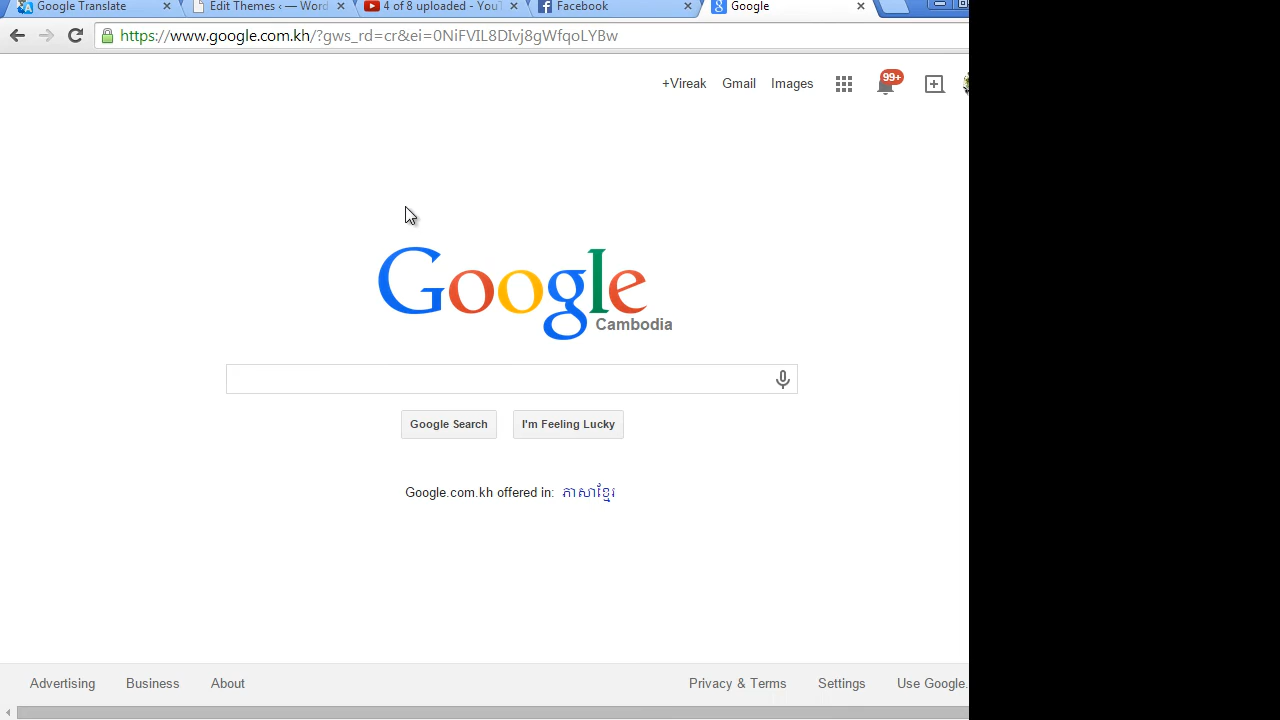 Google Translate
Edit Themes ‹ — Word
4 of 8 uploaded - YouT
Facebook
Google
https://www.google.com.kh/?gws_rd=cr&ei=0NiFVIL8DIvj8gWfqoLYBw
+Vireak Gmail Images 99+
Google
Cambodia
Google Search I'm Feeling Lucky
Google.com.kh offered in: ភាសាខ្មែរ
Advertising Business About Privacy & Terms Settings Use Google.